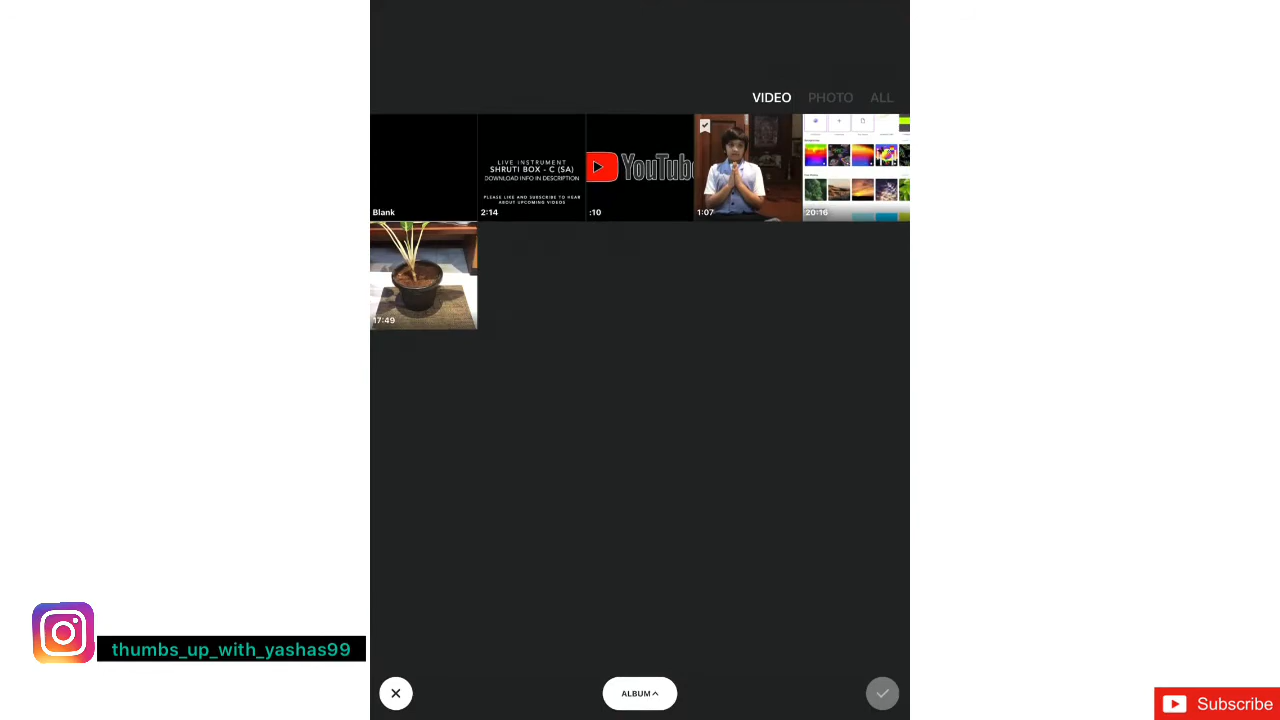 VIDEO PHOTO ALL
LIVE INSTRUMENT
SHRUTI BOX - C (SA)
DOWNLOAD INFO IN DESCRIPTION
PLEASE LIKE AND SUBSCRIBE TO HEAR
ABOUT UPCOMING VIDEOS
YouTube
Blank
2:14
:10
1:07
20:16
17:49
thumbs_up_with_yashas99
ALBUM
Subscribe